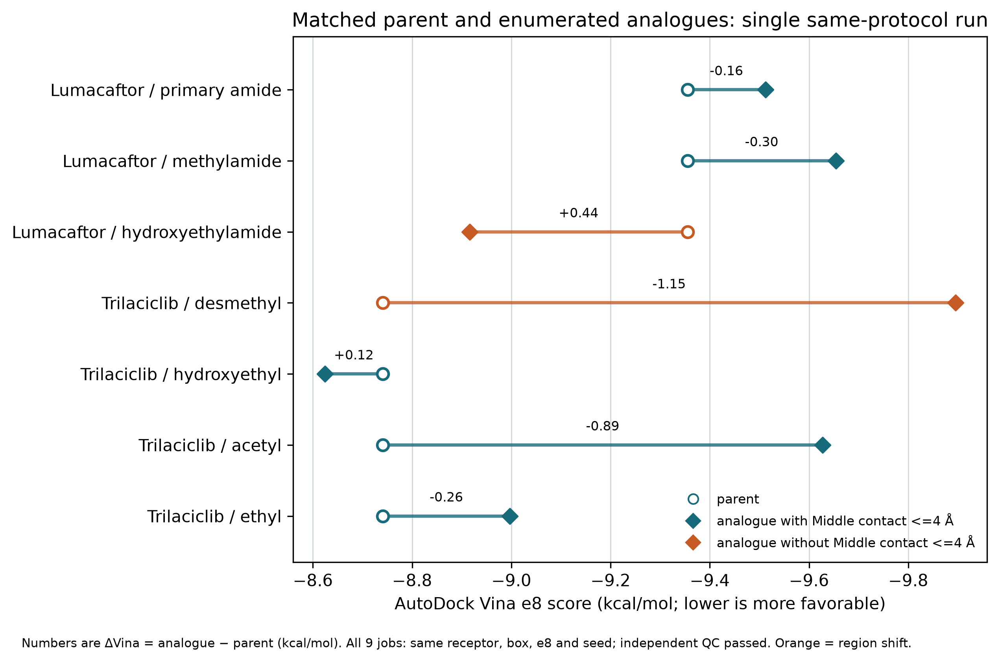 Matched parent and enumerated analogues: single same-protocol run
Lumacaftor / primary amide
-0.16
Lumacaftor / methylamide
-0.30
Lumacaftor / hydroxyethylamide
+0.44
Trilaciclib / desmethyl
-1.15
Trilaciclib / hydroxyethyl
+0.12
Trilaciclib / acetyl
-0.89
Trilaciclib / ethyl
-0.26
parent
analogue with Middle contact <=4 Å
analogue without Middle contact <=4 Å
−8.6 −8.8 −9.0 −9.2 −9.4 −9.6 −9.8
AutoDock Vina e8 score (kcal/mol; lower is more favorable)
Numbers are ΔVina = analogue − parent (kcal/mol). All 9 jobs: same receptor, box, e8 and seed; independent QC passed. Orange = region shift.